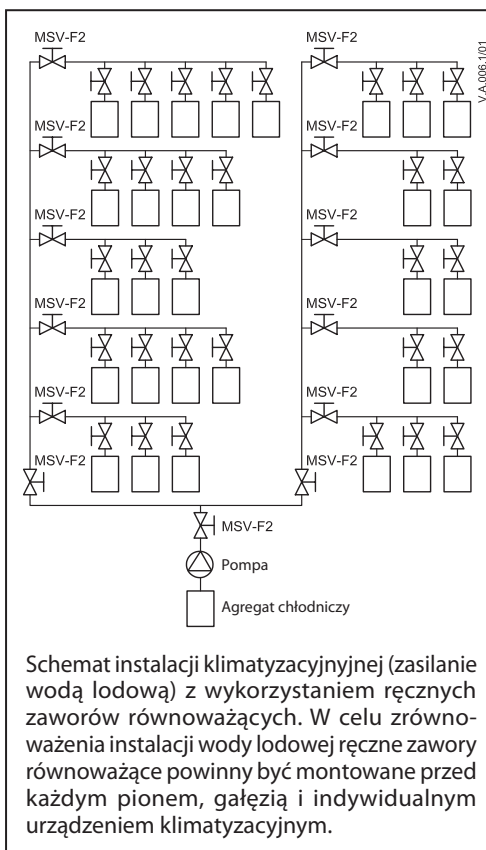 MSV-F2 MSV-F2
V.A.006.1/01
MSV-F2 MSV-F2
MSV-F2 MSV-F2
MSV-F2 MSV-F2
MSV-F2 MSV-F2
MSV-F2 MSV-F2
MSV-F2
Pompa
Agregat chłodniczy
Schemat instalacji klimatyzacyjnyjnej (zasilanie
wodą lodową) z wykorzystaniem ręcznych
zaworów równoważących. W celu zrówno-
ważenia instalacji wody lodowej ręczne zawory
równoważące powinny być montowane przed
każdym pionem, gałęzią i indywidualnym
urządzeniem klimatyzacyjnym.